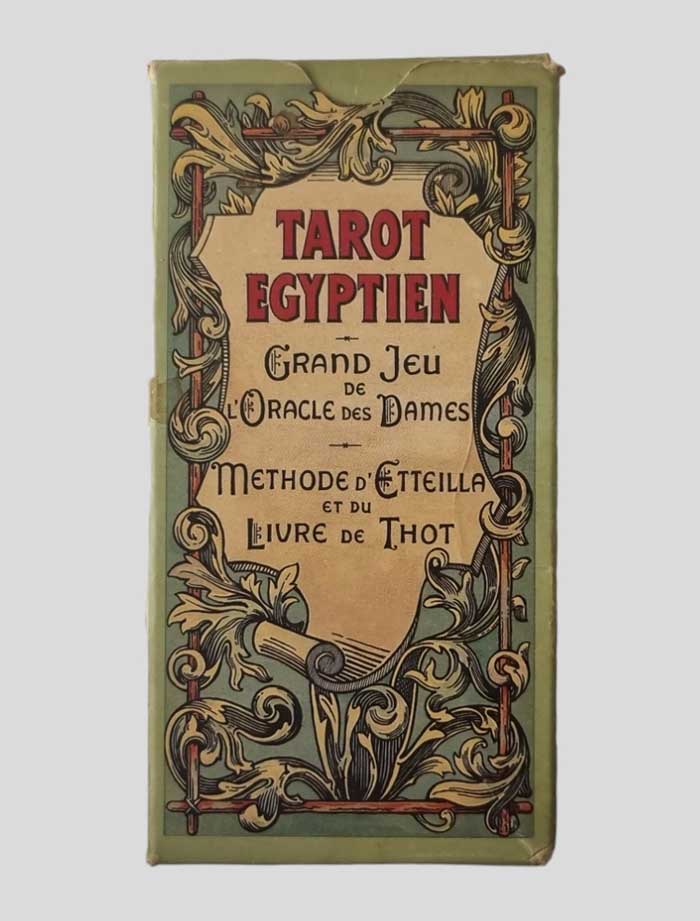 TAROT
EGYPTIEN
GRAND JEU
DE
L'ORACLE DES DAMES
METHODE D'ETTEILLA
ET DU
LIVRE DE THOT